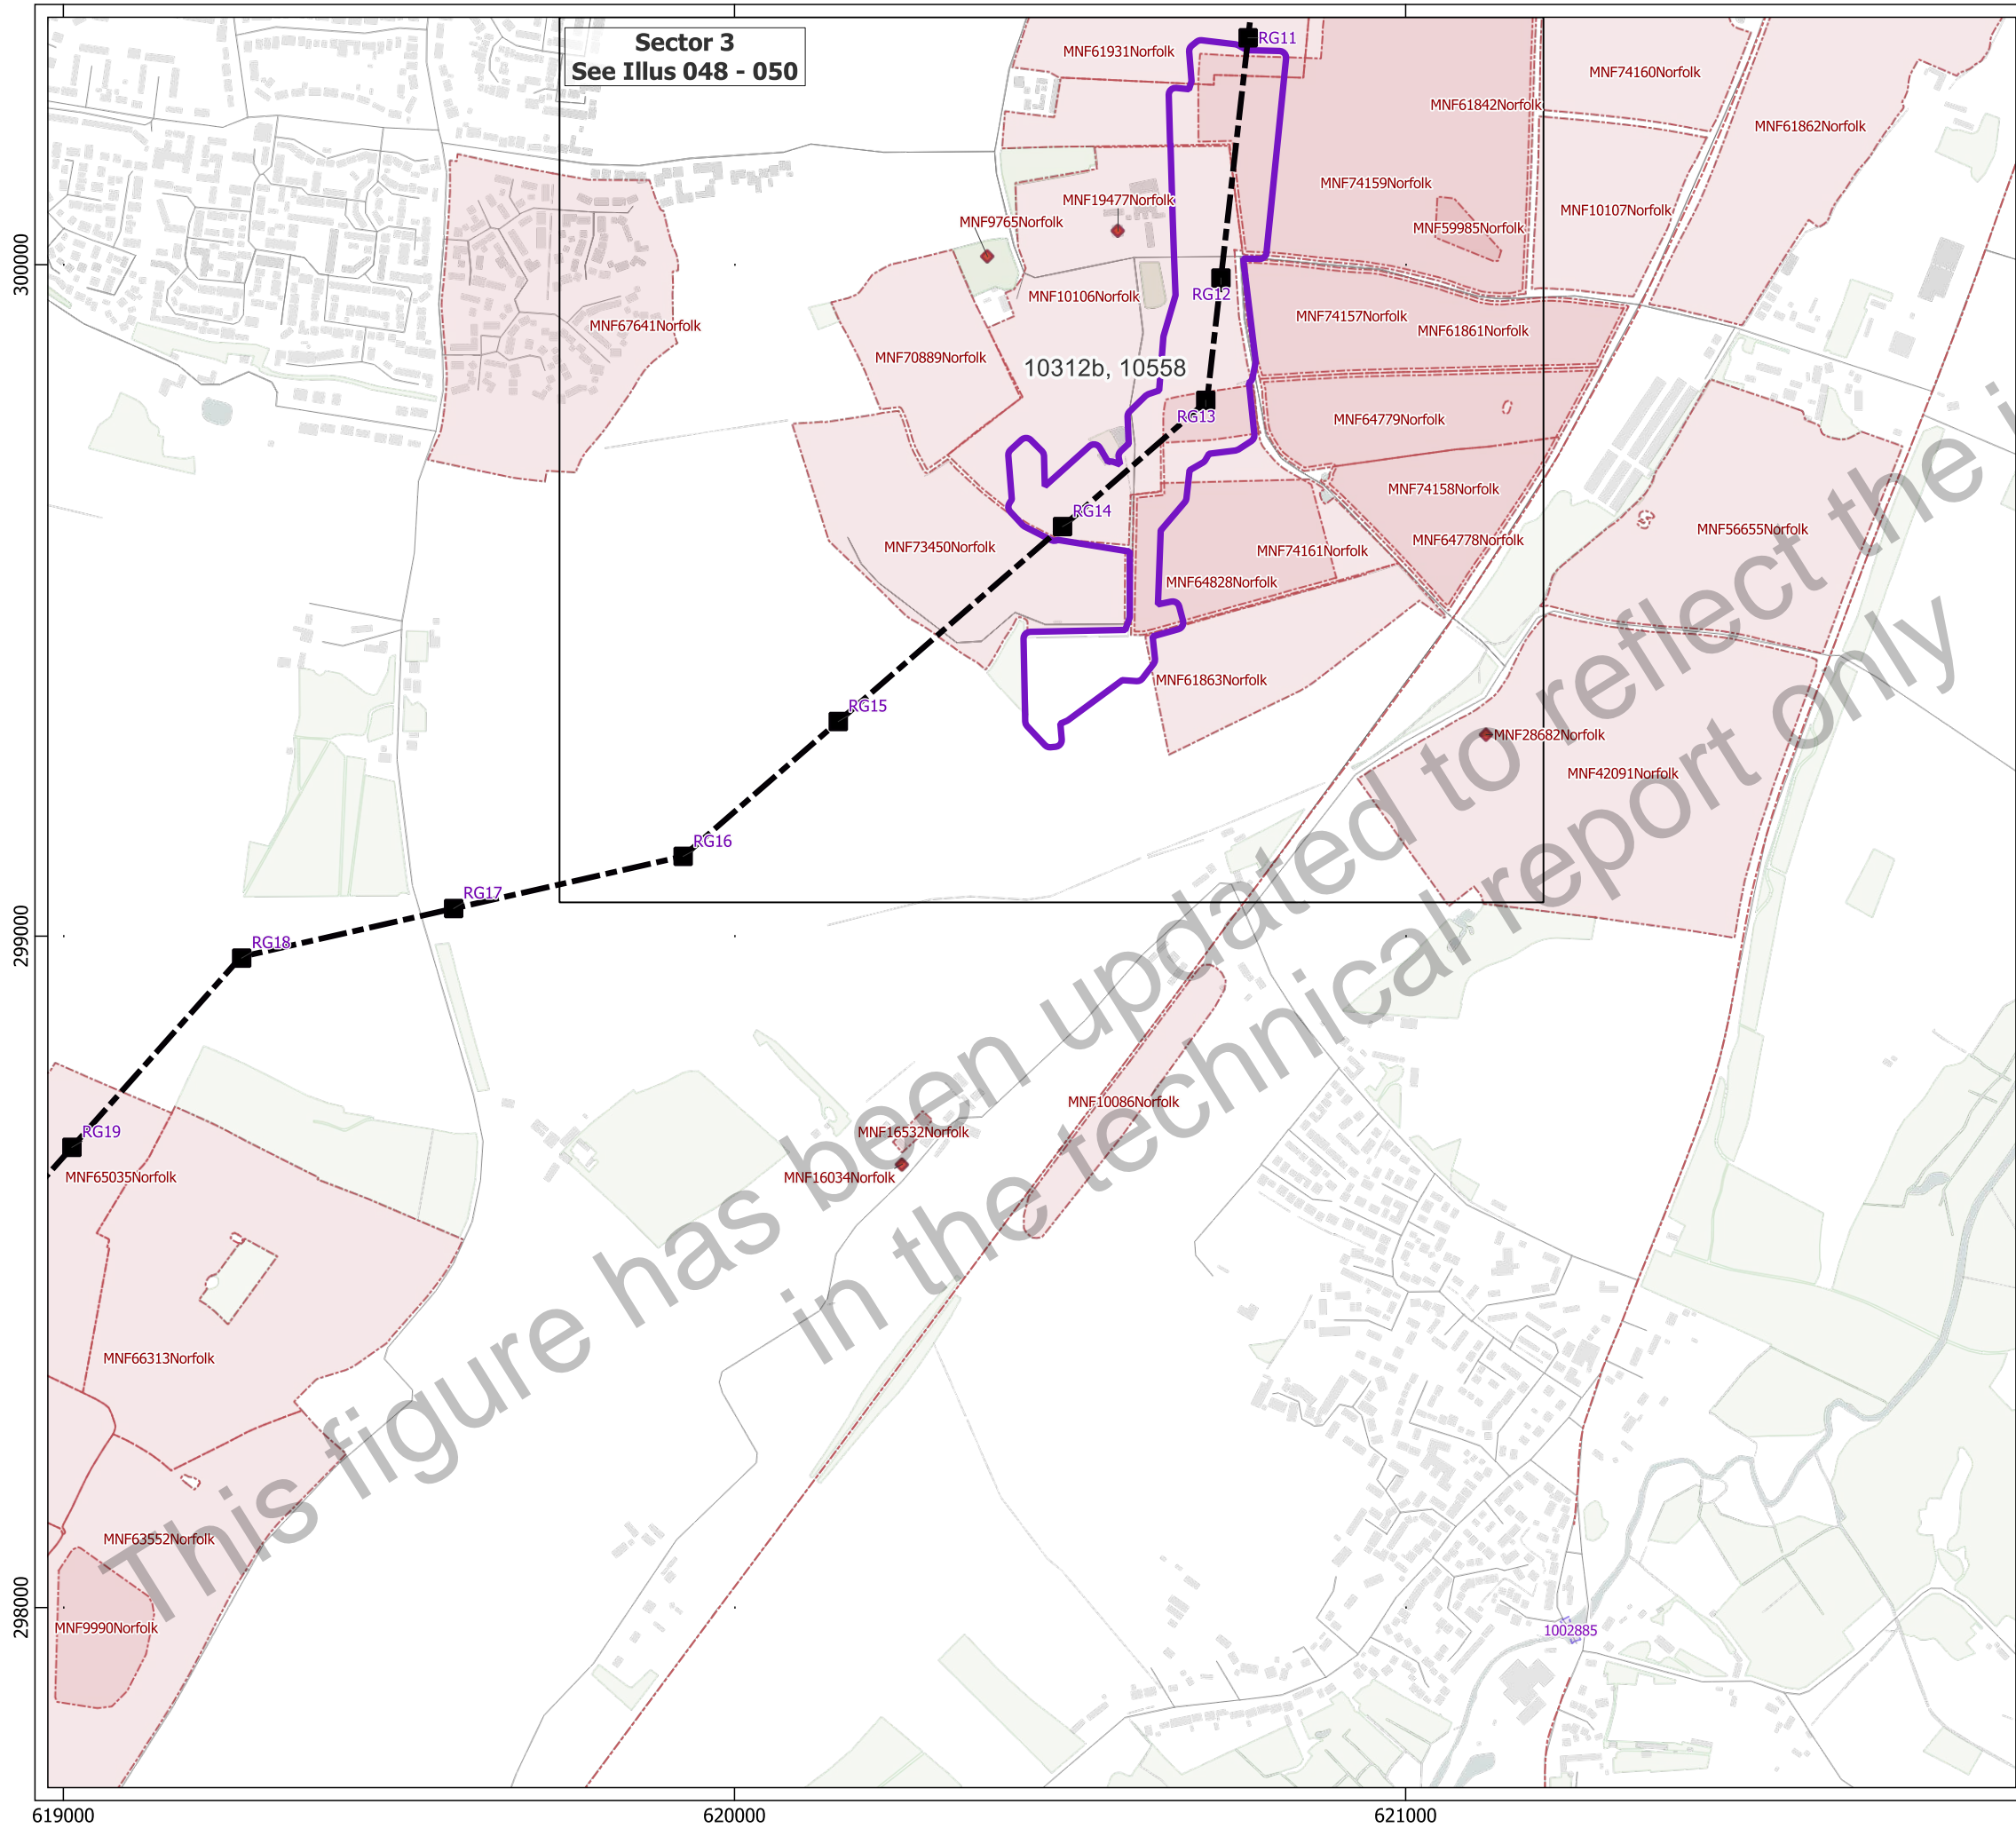 Sector 3
See Illus 048 - 050
RG11
MNF61931Norfolk
MNF74160Norfolk
MNF61842Norfolk
MNF61862Norfolk
MNF74159Norfolk
MNF19477Norfolk
MNF10107Norfolk
MNF9765Norfolk
MNF59985Norfolk
300000
RG12
MNF10106Norfolk
MNF74157Norfolk
MNF67641Norfolk
MNF61861Norfolk
MNF70889Norfolk
10312b, 10558
RG13
MNF64779Norfolk
MNF74158Norfolk
RG14
MNF56655Norfolk
MNF64778Norfolk
MNF73450Norfolk
MNF74161Norfolk
MNF64828Norfolk
MNF61863Norfolk
RG15
MNF28682Norfolk
MNF42091Norfolk
RG16
RG17
299000
RG18
MNF10086Norfolk
RG19
MNF16532Norfolk
MNF65035Norfolk
MNF16034Norfolk
MNF66313Norfolk
MNF63552Norfolk
MNF9990Norfolk
298000
1002885
This figure has been updated to reflect the
in the technical report only
619000
620000
621000